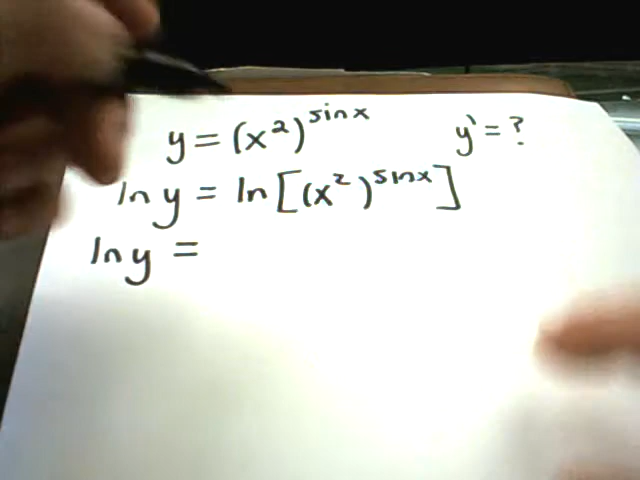 y = (x²)^sinx y' = ?
ln y = ln[(x²)^sinx]
ln y =